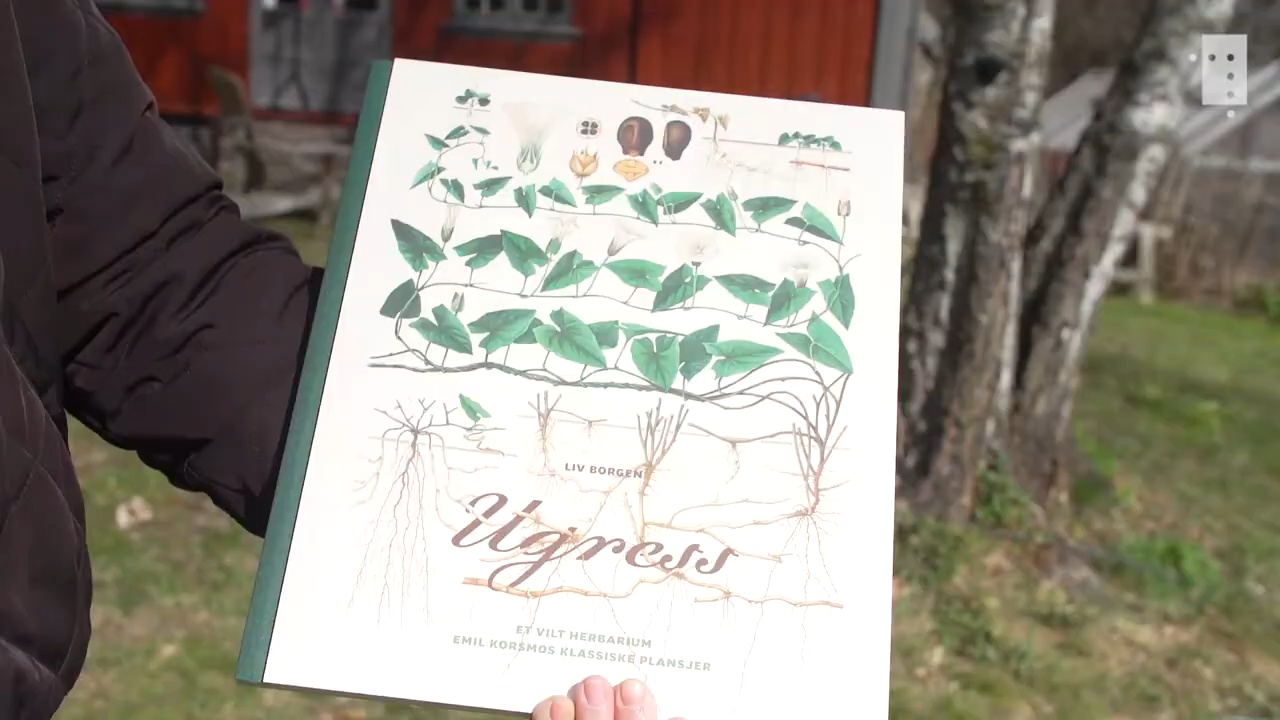 LIV BORGEN
Ugress
ET VILT HERBARIUM
EMIL KORSMOS KLASSISKE PLANSJER